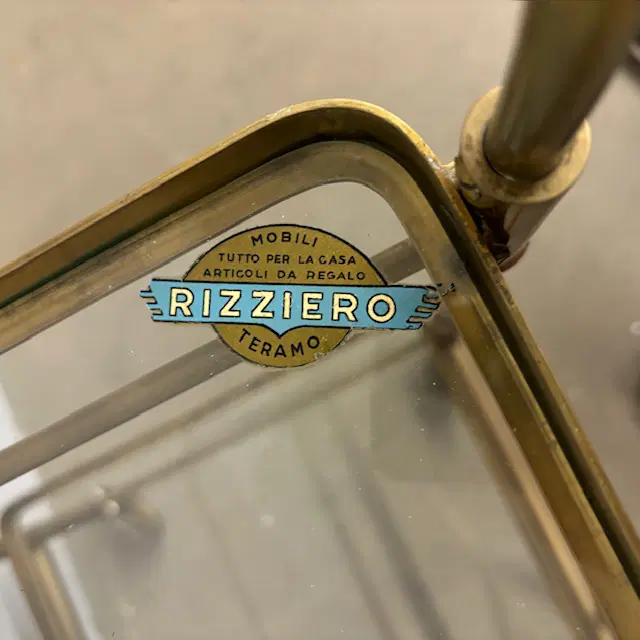 MOBILI
TUTTO PER LA CASA
ARTICOLI DA REGALO
RIZZIERO
TERAMO